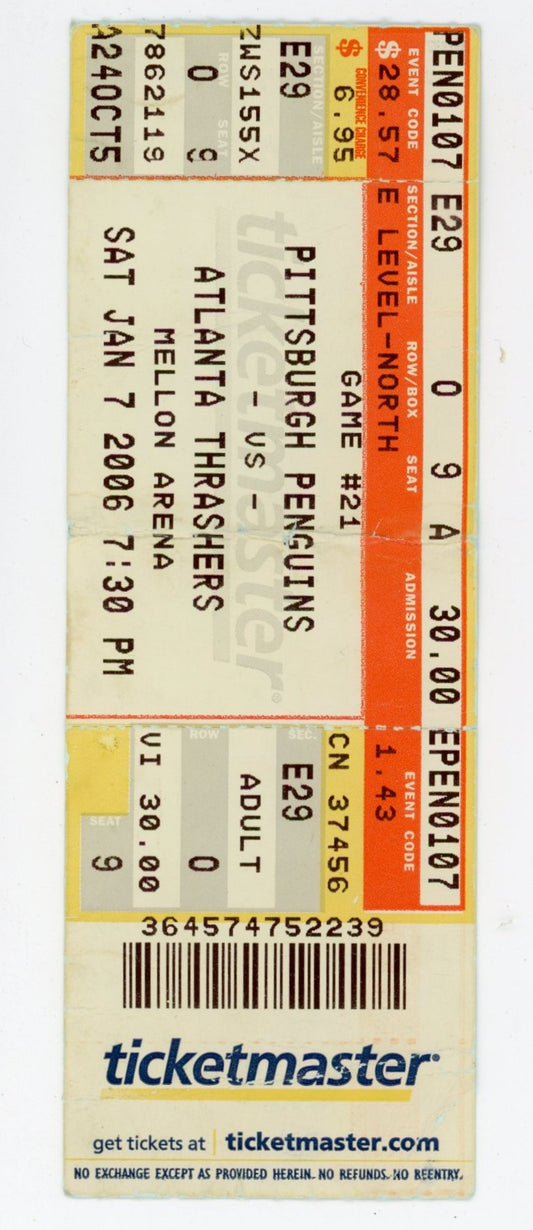 PEN0107 E29 O 9 A 30.00 EPEN0107
EVENT CODE SECTION/AISLE ROW/BOX SEAT ADMISSION EVENT CODE
$ 28.57 E LEVEL-NORTH 1.43
CONVENIENCE CHARGE
$ 6.95 GAME #21 CN 37456
SECTION/AISLE SEC.
E29 PITTSBURGH PENGUINS E29
ticketmaster
ZWS155X - VS - ADULT
ROW SEAT ROW
O 9 ATLANTA THRASHERS O
7862119 MELLON ARENA VI 30.00
A24OCT5 SAT JAN 7 2006 7:30 PM
SEAT
9
364574752239
ticketmaster
get tickets at | ticketmaster.com
NO EXCHANGE EXCEPT AS PROVIDED HEREIN. NO REFUNDS. NO REENTRY.